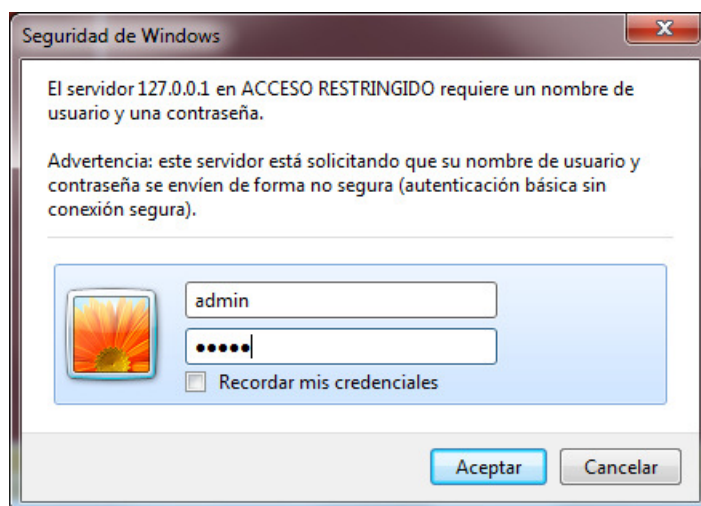 Seguridad de Windows
El servidor 127.0.0.1 en ACCESO RESTRINGIDO requiere un nombre de
usuario y una contraseña.
Advertencia: este servidor está solicitando que su nombre de usuario y
contraseña se envíen de forma no segura (autenticación básica sin
conexión segura).
admin
•••••
Recordar mis credenciales
Aceptar Cancelar